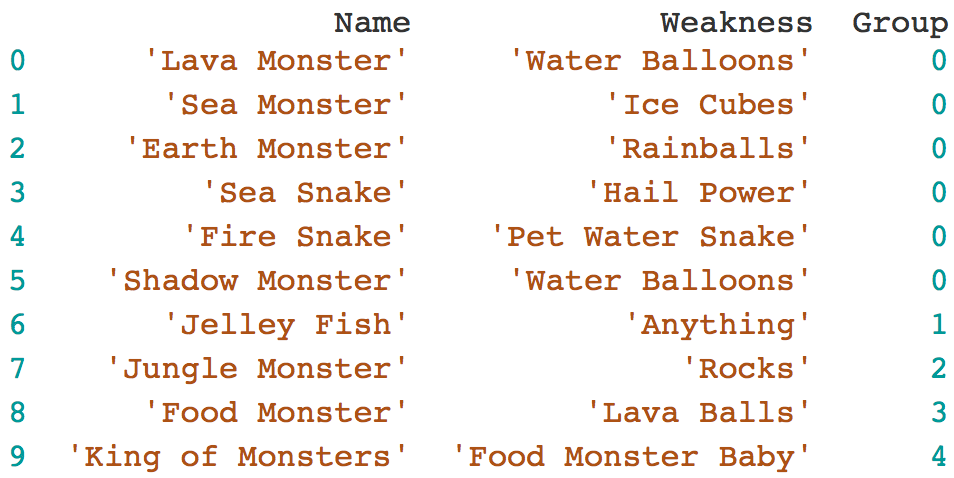 Name Weakness Group
0 'Lava Monster' 'Water Balloons' 0
1 'Sea Monster' 'Ice Cubes' 0
2 'Earth Monster' 'Rainballs' 0
3 'Sea Snake' 'Hail Power' 0
4 'Fire Snake' 'Pet Water Snake' 0
5 'Shadow Monster' 'Water Balloons' 0
6 'Jelley Fish' 'Anything' 1
7 'Jungle Monster' 'Rocks' 2
8 'Food Monster' 'Lava Balls' 3
9 'King of Monsters' 'Food Monster Baby' 4